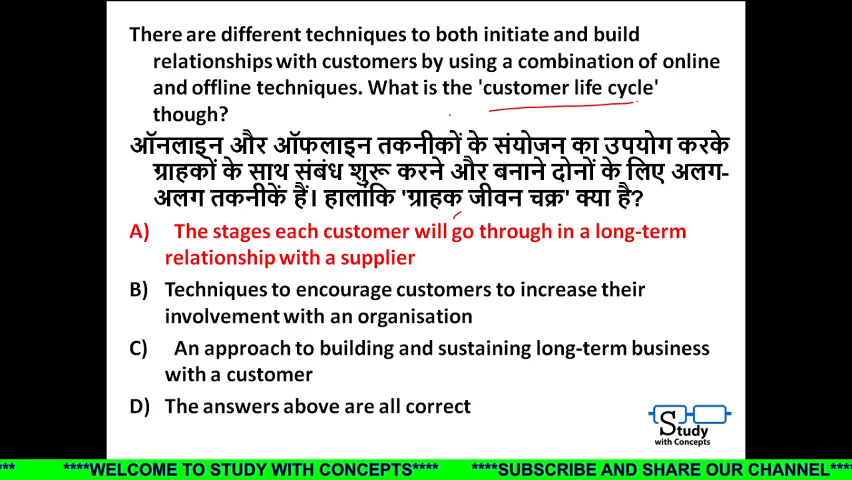 There are different techniques to both initiate and build
relationships with customers by using a combination of online
and offline techniques. What is the 'customer life cycle'
though?
ऑनलाइन और ऑफलाइन तकनीकों के संयोजन का उपयोग करके
ग्राहकों के साथ संबंध शुरू करने और बनाने दोनों के लिए अलग-
अलग तकनीकें हैं। हालांकि 'ग्राहक जीवन चक्र' क्या है?
A) The stages each customer will go through in a long-term
relationship with a supplier
B) Techniques to encourage customers to increase their
involvement with an organisation
C) An approach to building and sustaining long-term business
with a customer
D) The answers above are all correct
Study
with Concepts
*** ****WELCOME TO STUDY WITH CONCEPTS**** ****SUBSCRIBE AND SHARE OUR CHANNEL****